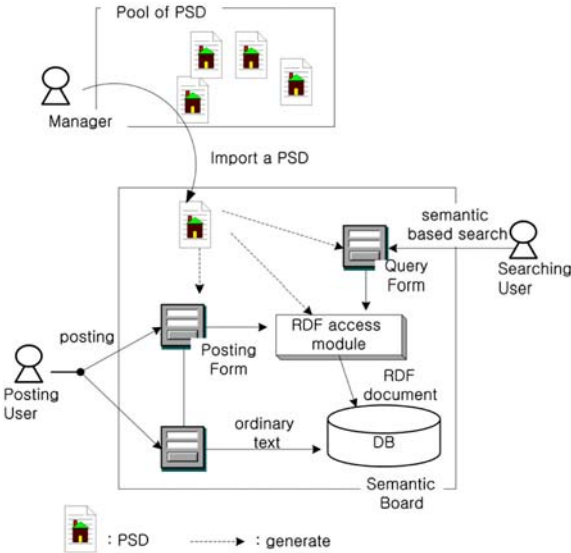 Pool of PSD
Manager
Import a PSD
semantic
based search
Query
Form
Searching
User
posting
Posting
Form
RDF access
module
Posting
User
RDF
document
ordinary
text
DB
Semantic
Board
: PSD
: generate